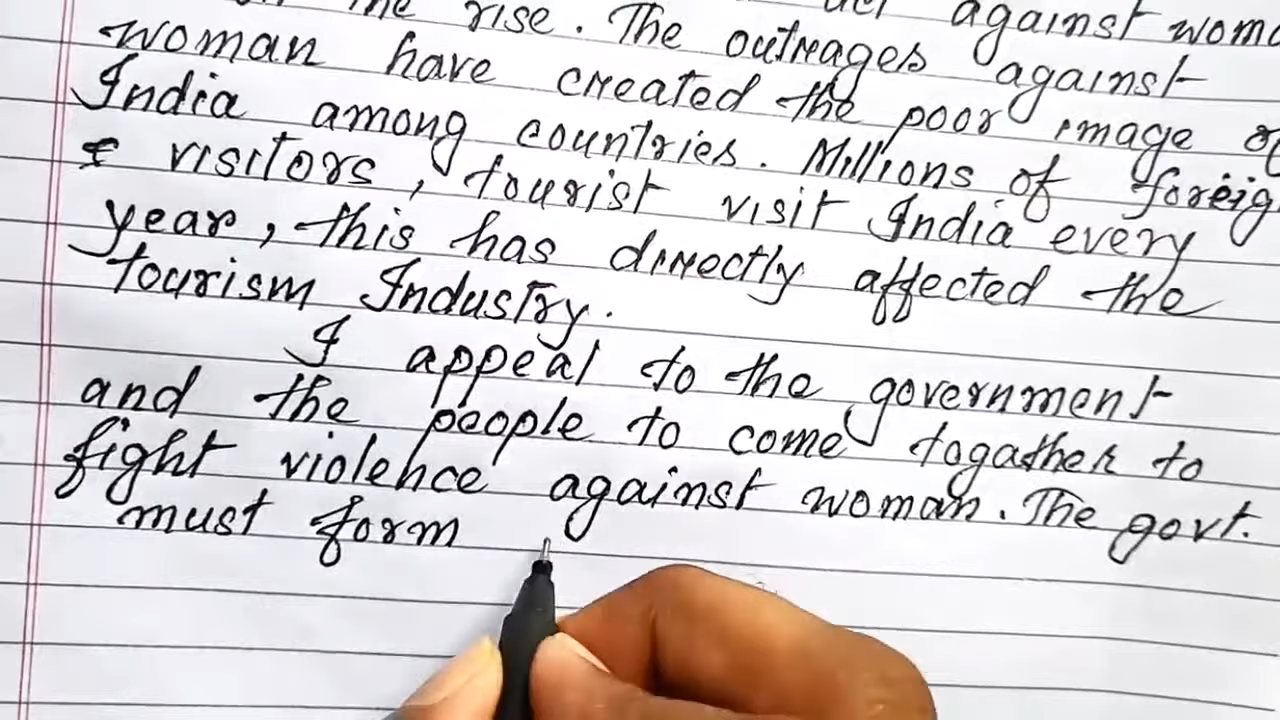 the rise. The outreages against
woman have created the poor image of
India among countries. Millions of foreig
visitors, tourist visit India every
year, this has directly affected the
tourism Industry.
I appeal to the government
and the people to come togather to
fight violence against woman. The govt.
must form